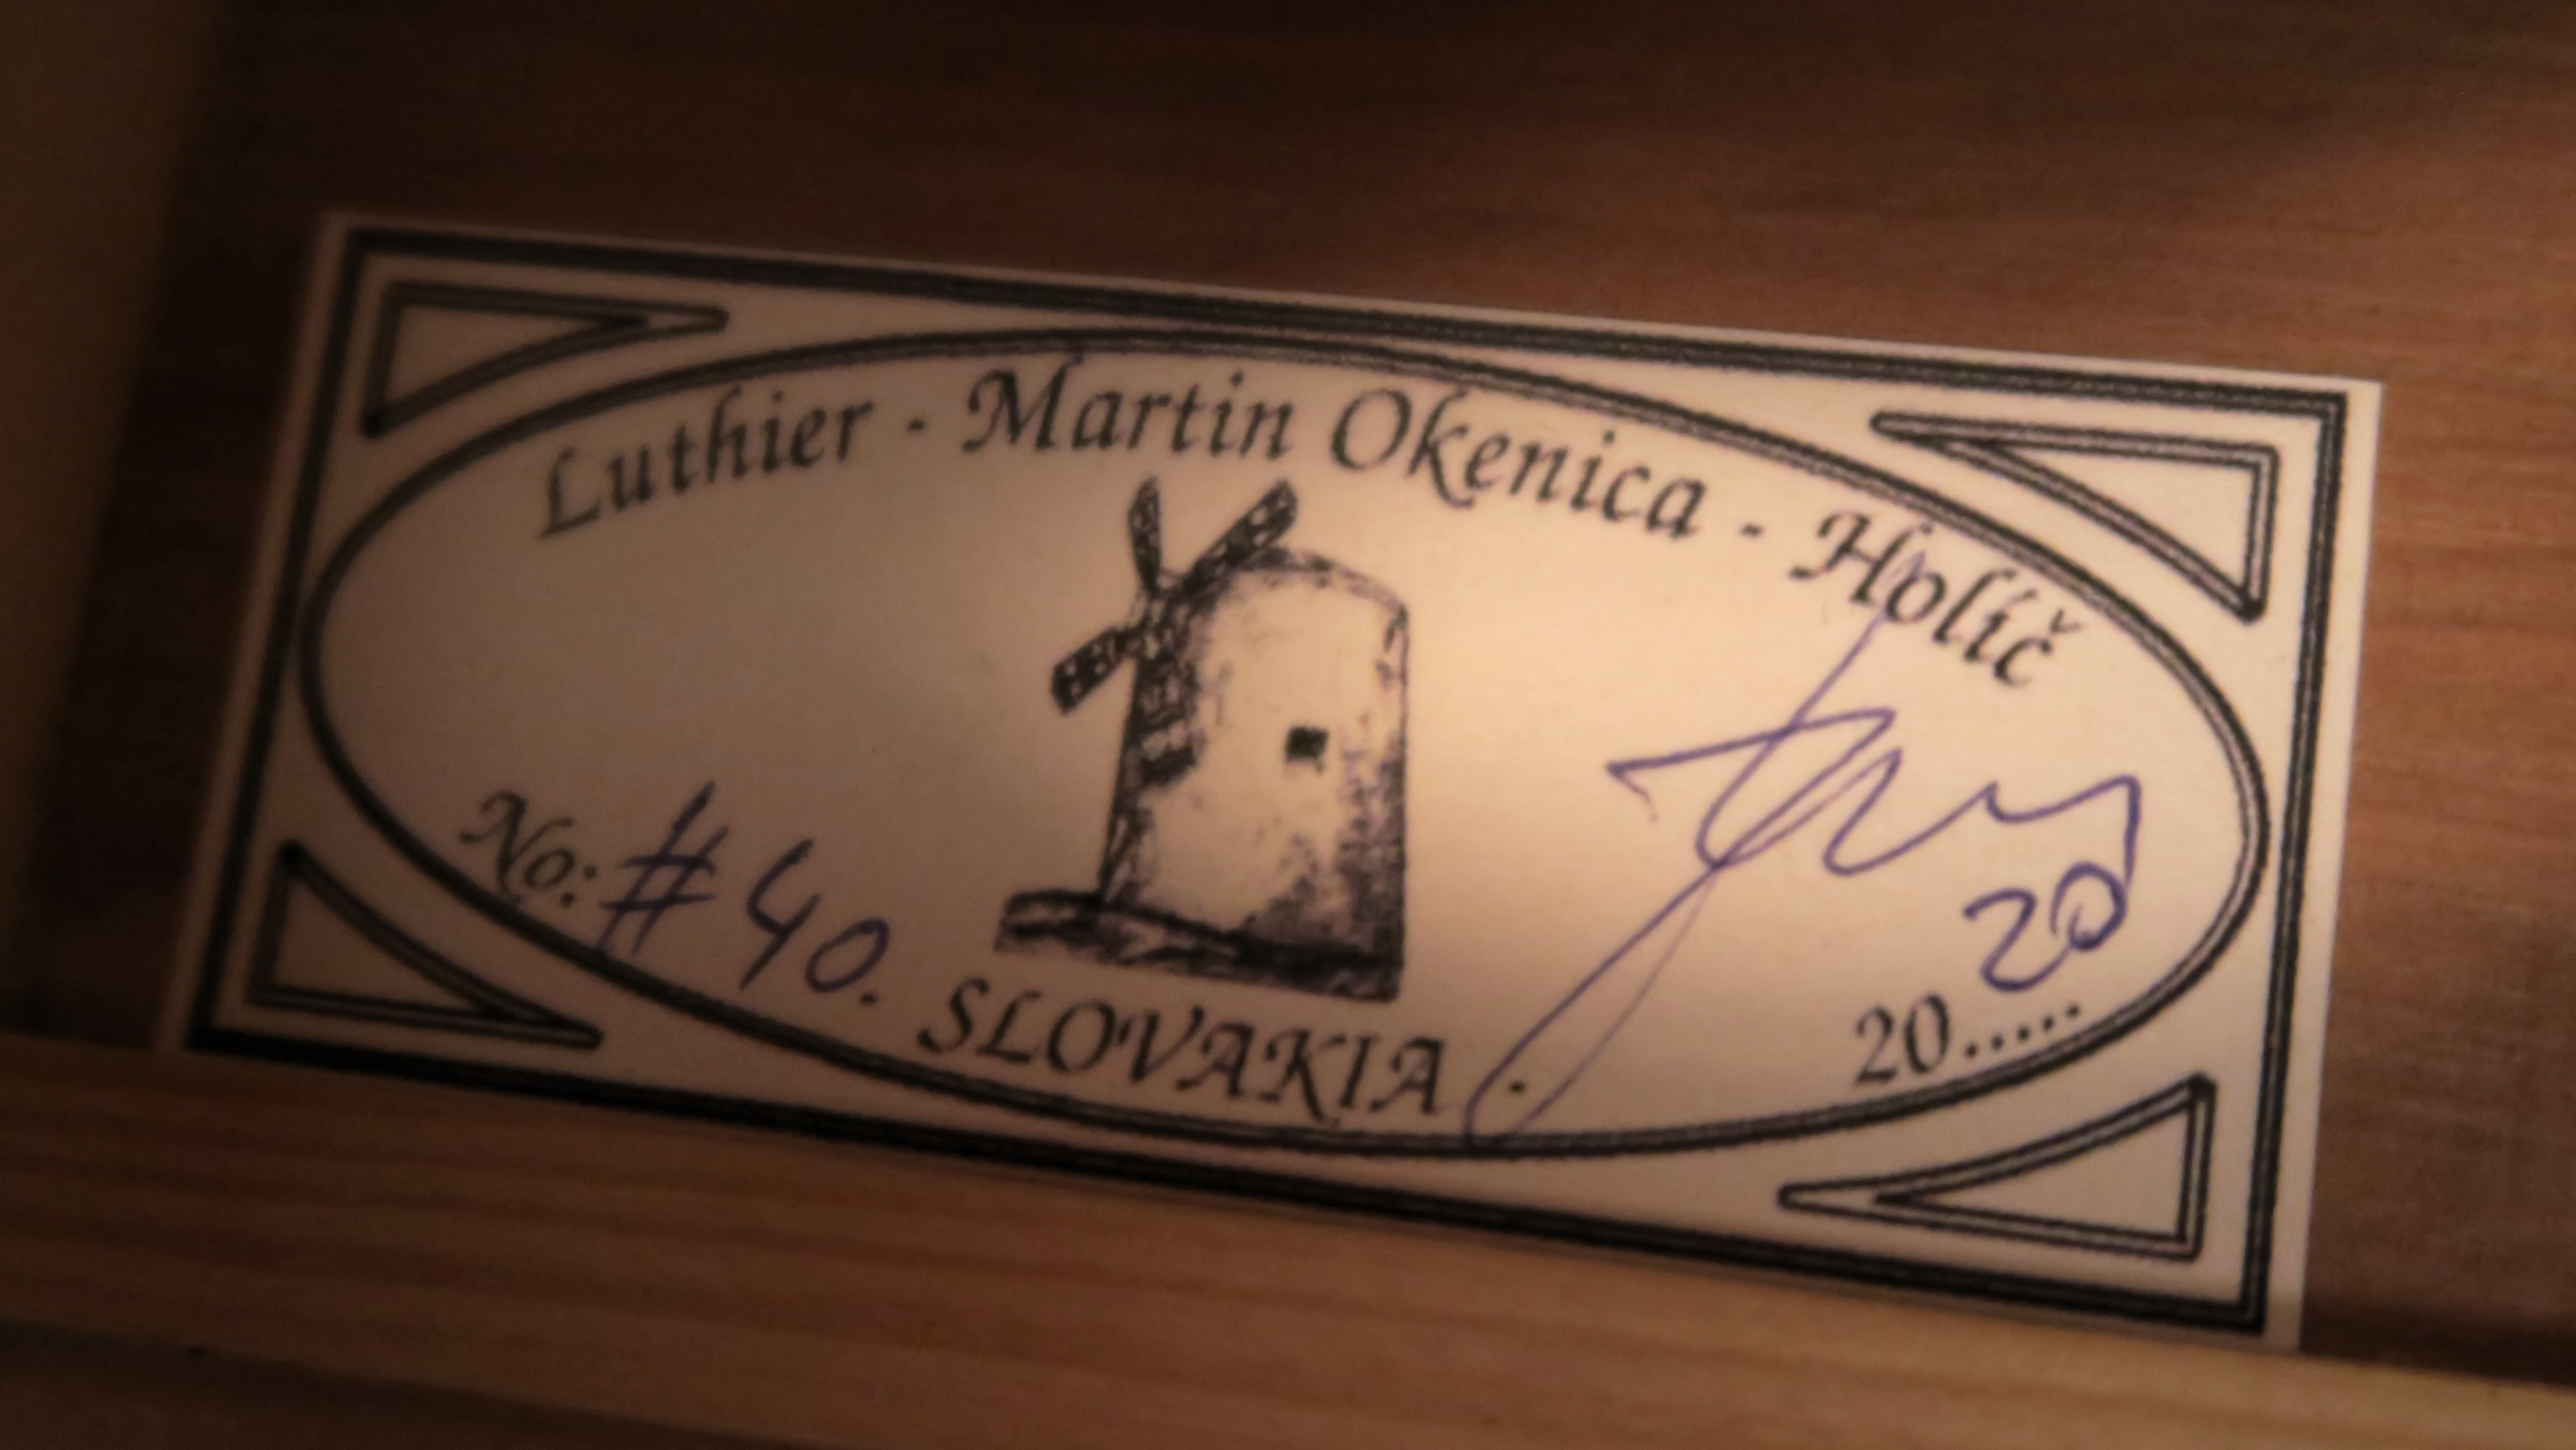 Luthier - Martin Okenica - Holíč
No: #40.
SLOVAKIA .
20
20.....